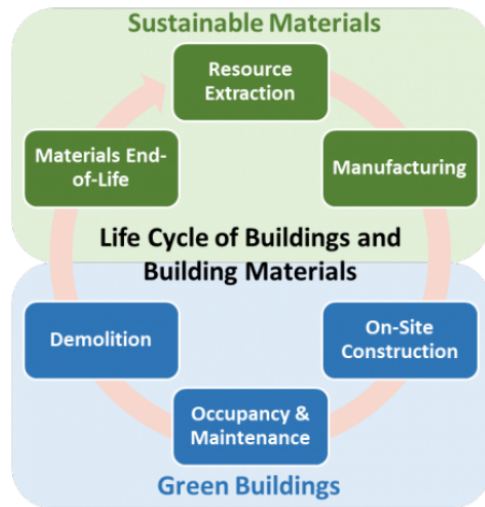 Sustainable Materials
Resource
Extraction
Materials End-
of-Life
Manufacturing
Life Cycle of Buildings and
Building Materials
Demolition
On-Site
Construction
Occupancy &
Maintenance
Green Buildings